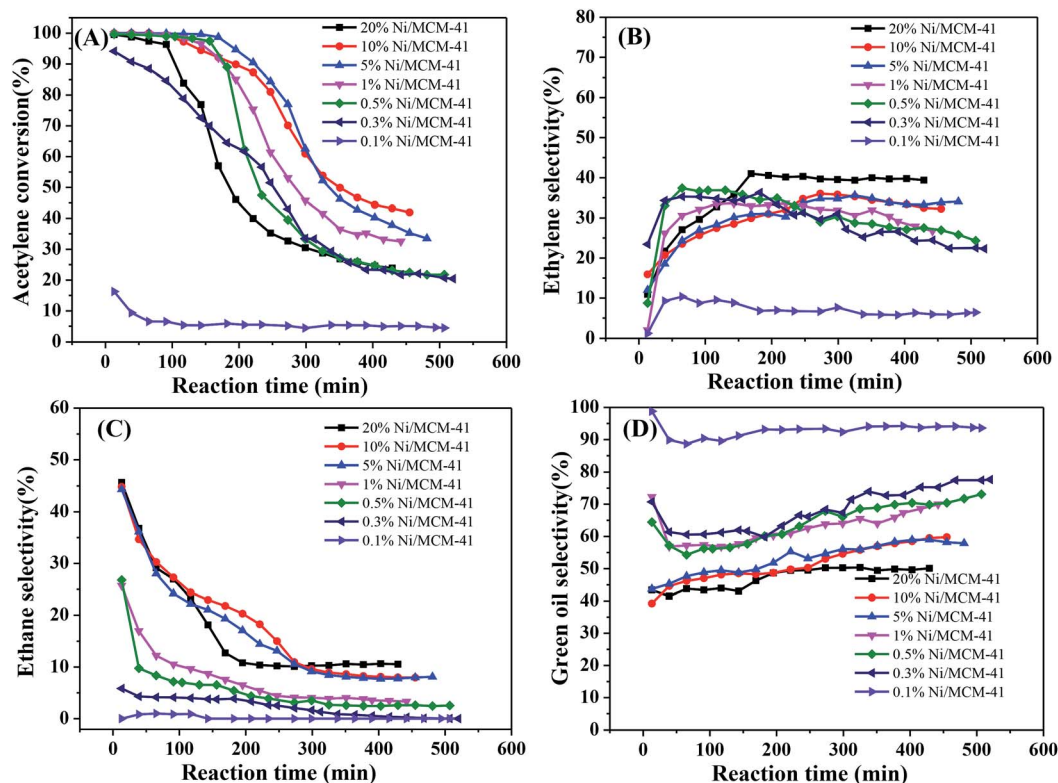 (A)
20% Ni/MCM-41
10% Ni/MCM-41
5% Ni/MCM-41
1% Ni/MCM-41
0.5% Ni/MCM-41
0.3% Ni/MCM-41
0.1% Ni/MCM-41
Acetylene conversion(%)
100
90
80
70
60
50
40
30
20
10
0
0 100 200 300 400 500 600
Reaction time (min)
(B)
20% Ni/MCM-41
10% Ni/MCM-41
5% Ni/MCM-41
1% Ni/MCM-41
0.5% Ni/MCM-41
0.3% Ni/MCM-41
0.1% Ni/MCM-41
Ethylene selectivity(%)
80
70
60
50
40
30
20
10
0
0 100 200 300 400 500 600
Reaction time (min)
(C)
20% Ni/MCM-41
10% Ni/MCM-41
5% Ni/MCM-41
1% Ni/MCM-41
0.5% Ni/MCM-41
0.3% Ni/MCM-41
0.1% Ni/MCM-41
Ethane selectivity(%)
60
50
40
30
20
10
0
0 100 200 300 400 500 600
Reaction time (min)
(D)
20% Ni/MCM-41
10% Ni/MCM-41
5% Ni/MCM-41
1% Ni/MCM-41
0.5% Ni/MCM-41
0.3% Ni/MCM-41
0.1% Ni/MCM-41
Green oil selectivity(%)
100
90
80
70
60
50
40
30
20
10
0
0 100 200 300 400 500 600
Reaction time (min)